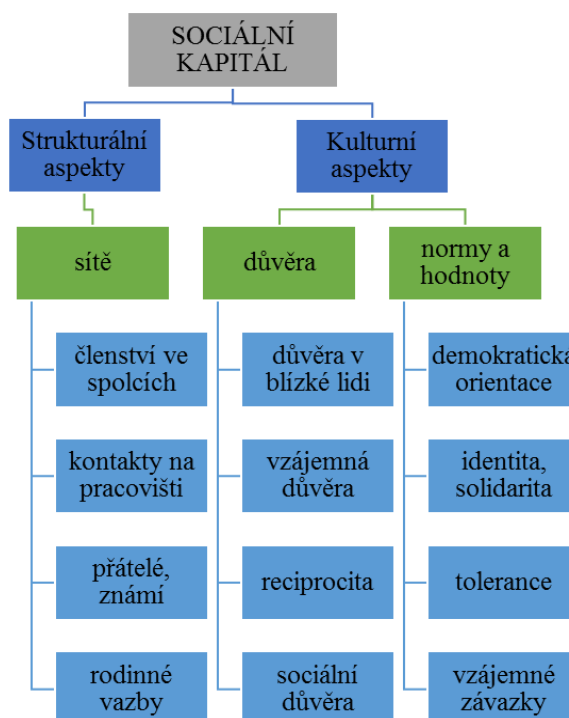 SOCIÁLNÍ
KAPITÁL
Strukturální
aspekty
Kulturní
aspekty
sítě
důvěra
normy a
hodnoty
členství ve
spolcích
důvěra v
blízké lidi
demokratická
orientace
kontakty na
pracovišti
vzájemná
důvěra
identita,
solidarita
přátelé,
známí
reciprocita
tolerance
rodinné
vazby
sociální
důvěra
vzájemné
závazky